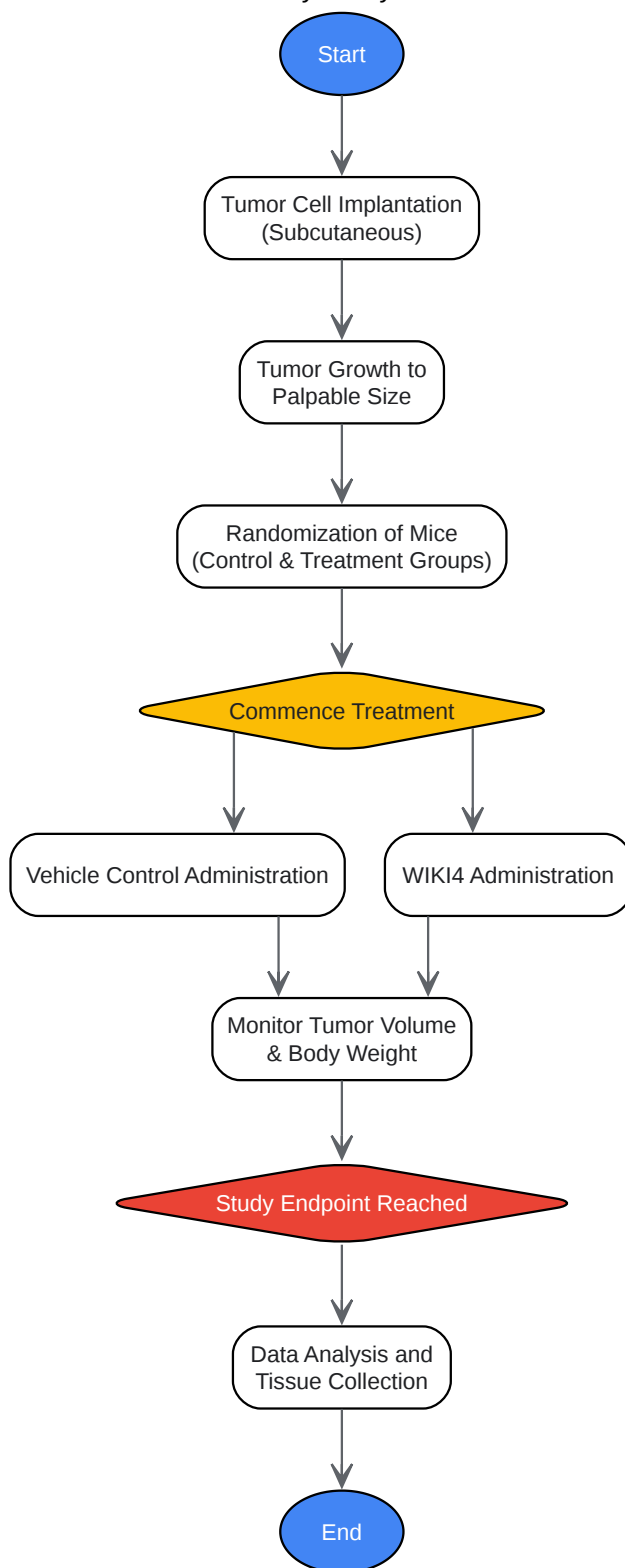 Start
Tumor Cell Implantation
(Subcutaneous)
Tumor Growth to
Palpable Size
Randomization of Mice
(Control & Treatment Groups)
Commence Treatment
Vehicle Control Administration
WIKI4 Administration
Monitor Tumor Volume
& Body Weight
Study Endpoint Reached
Data Analysis and
Tissue Collection
End